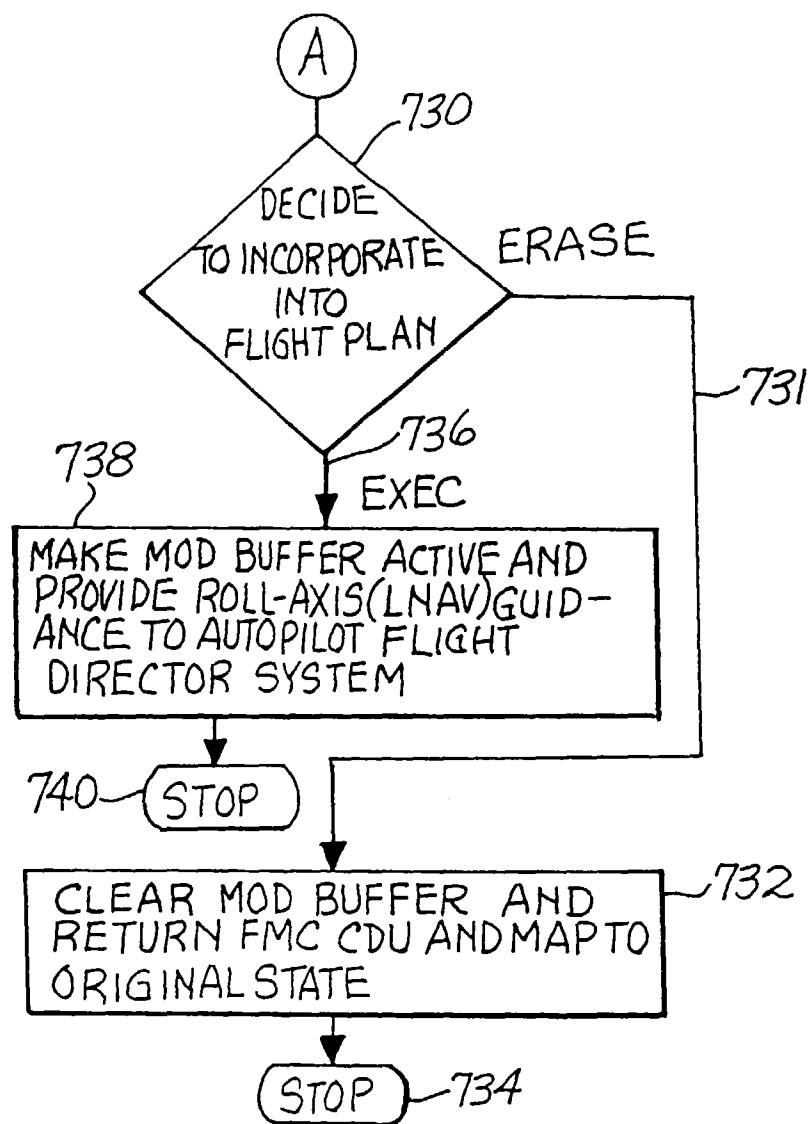 A
730
DECIDE
TO INCORPORATE
INTO
FLIGHT PLAN
ERASE
731
736
EXEC
738
MAKE MOD BUFFER ACTIVE AND
PROVIDE ROLL-AXIS(LNAV)GUID-
ANCE TO AUTOPILOT FLIGHT
DIRECTOR SYSTEM
740
STOP
732
CLEAR MOD BUFFER AND
RETURN FMC CDU AND MAP TO
ORIGINAL STATE
STOP
734